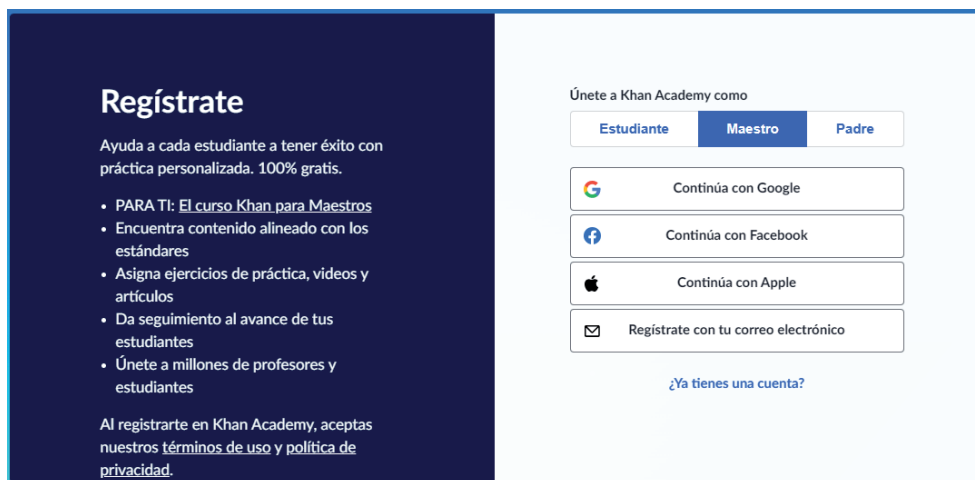 Regístrate
Ayuda a cada estudiante a tener éxito con
práctica personalizada. 100% gratis.
• PARA TI: El curso Khan para Maestros
• Encuentra contenido alineado con los
estándares
• Asigna ejercicios de práctica, videos y
artículos
• Da seguimiento al avance de tus
estudiantes
• Únete a millones de profesores y
estudiantes
Al registrarte en Khan Academy, aceptas
nuestros términos de uso y política de
privacidad.
Únete a Khan Academy como
Estudiante Maestro Padre
Continúa con Google
Continúa con Facebook
Continúa con Apple
Regístrate con tu correo electrónico
¿Ya tienes una cuenta?